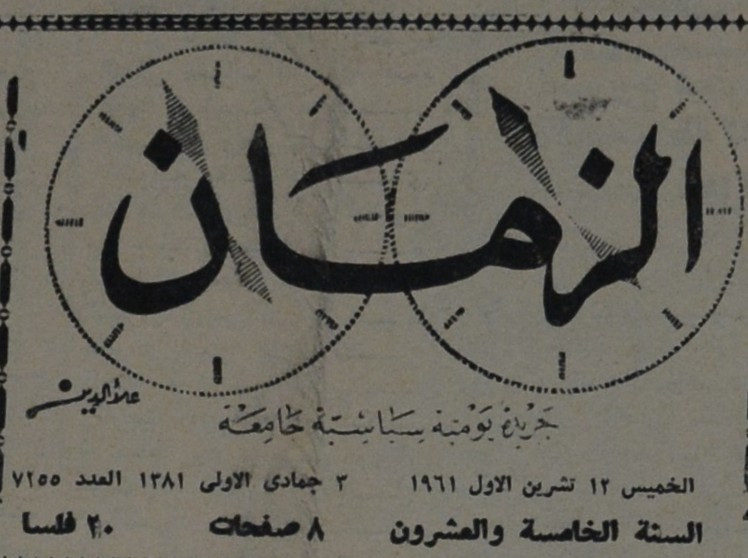 الزمان
علاءالدين
جريدة يومية سياسية جامعة
الخميس ١٢ تشرين الاول ١٩٦١ ٣ جمادى الاولى ١٣٨١ العدد ٧٢٥٥
السنة الخامسة والعشرون ٨ صفحات ٢٠ فلسا